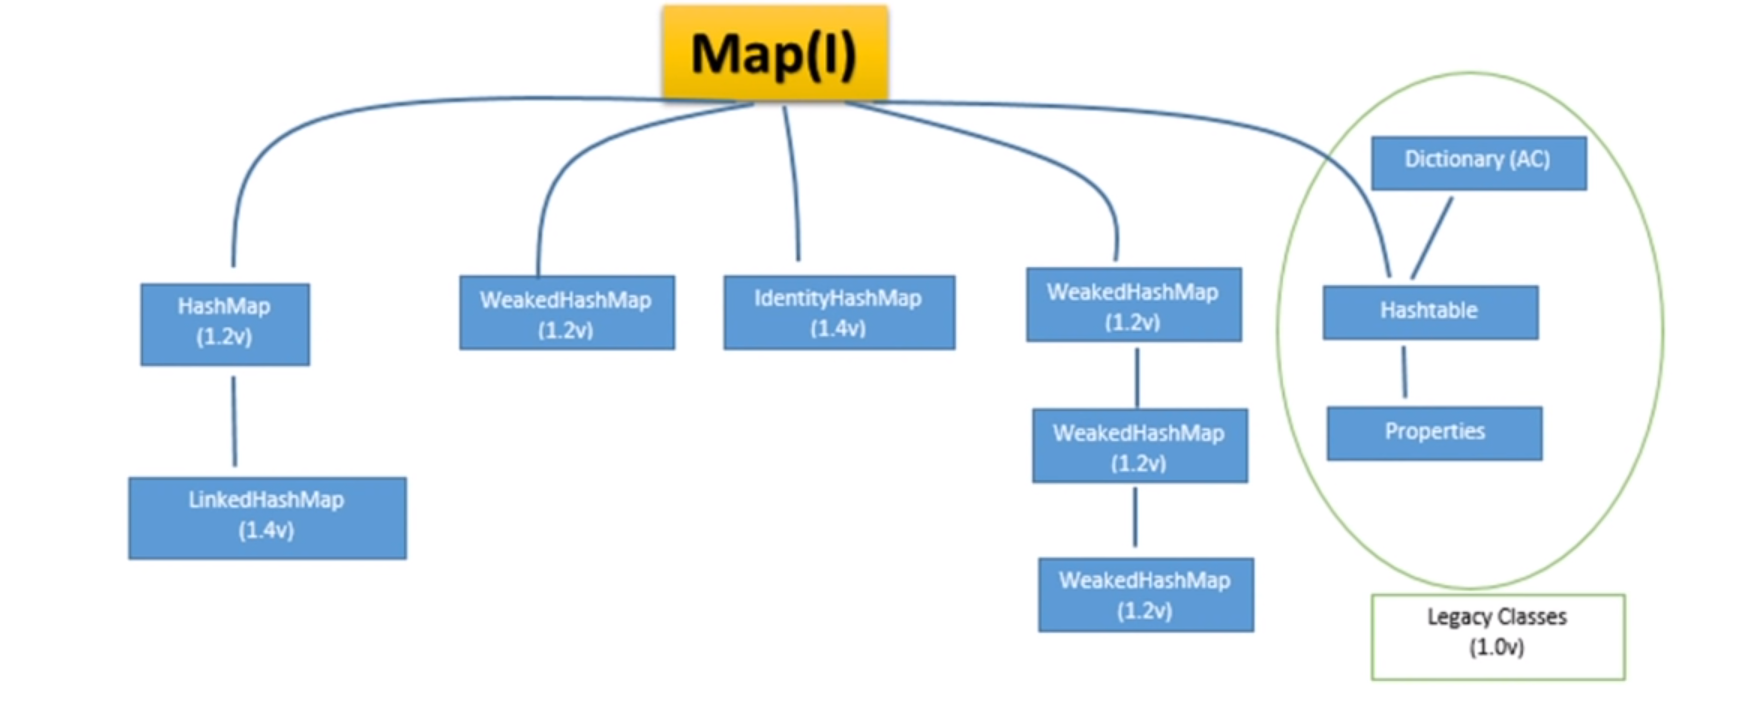 Map(I)
Dictionary (AC)
HashMap
(1.2v)
WeakedHashMap
(1.2v)
IdentityHashMap
(1.4v)
WeakedHashMap
(1.2v)
Hashtable
WeakedHashMap
(1.2v)
Properties
LinkedHashMap
(1.4v)
WeakedHashMap
(1.2v)
Legacy Classes
(1.0v)